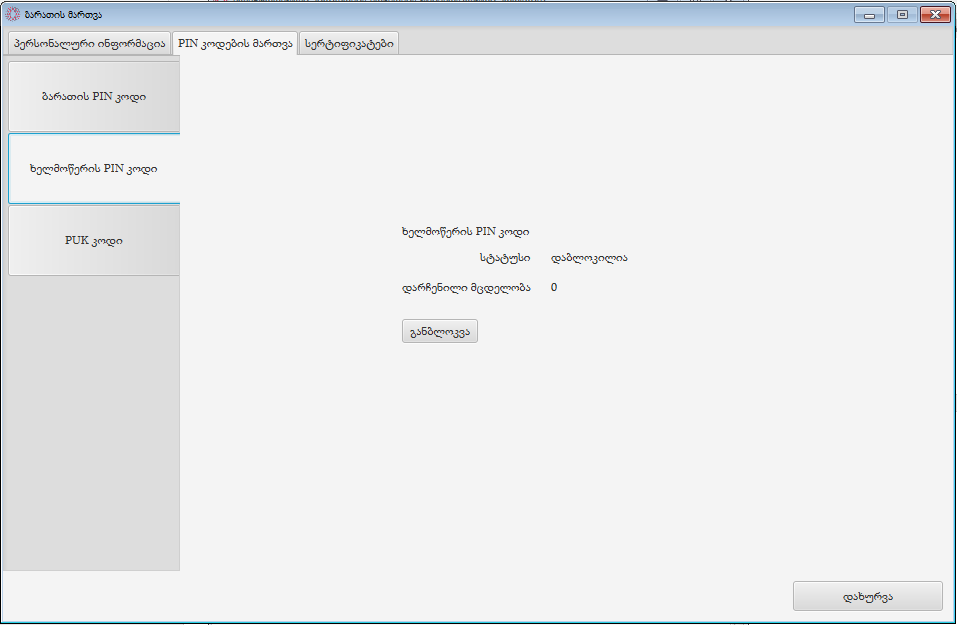 ბარათის მართვა
პერსონალური ინფორმაცია PIN კოდების მართვა სერტიფიკატები
ბარათის PIN კოდი
ხელმოწერის PIN კოდი
PUK კოდი
ხელმოწერის PIN კოდი
სტატუსი დაბლოკილია
დარჩენილი მცდელობა 0
განბლოკვა
დახურვა